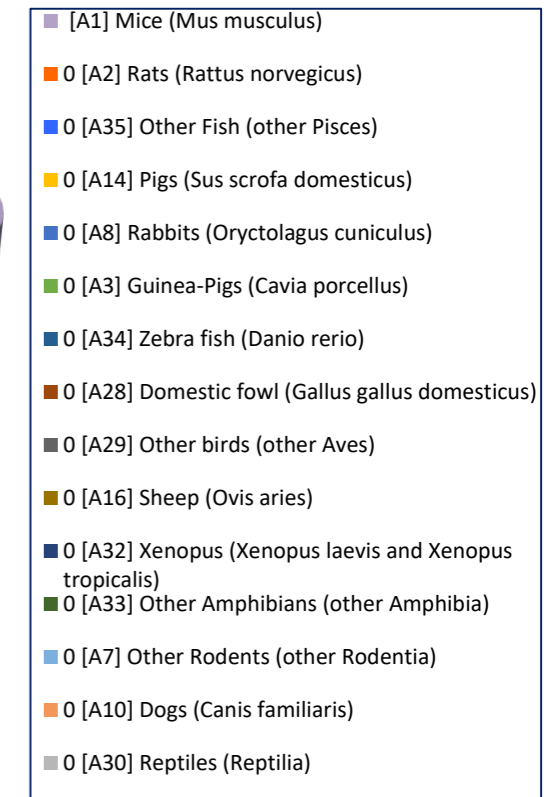 [A1] Mice (Mus musculus)
0 [A2] Rats (Rattus norvegicus)
0 [A35] Other Fish (other Pisces)
0 [A14] Pigs (Sus scrofa domesticus)
0 [A8] Rabbits (Oryctolagus cuniculus)
0 [A3] Guinea-Pigs (Cavia porcellus)
0 [A34] Zebra fish (Danio rerio)
0 [A28] Domestic fowl (Gallus gallus domesticus)
0 [A29] Other birds (other Aves)
0 [A16] Sheep (Ovis aries)
0 [A32] Xenopus (Xenopus laevis and Xenopus
tropicalis)
0 [A33] Other Amphibians (other Amphibia)
0 [A7] Other Rodents (other Rodentia)
0 [A10] Dogs (Canis familiaris)
0 [A30] Reptiles (Reptilia)